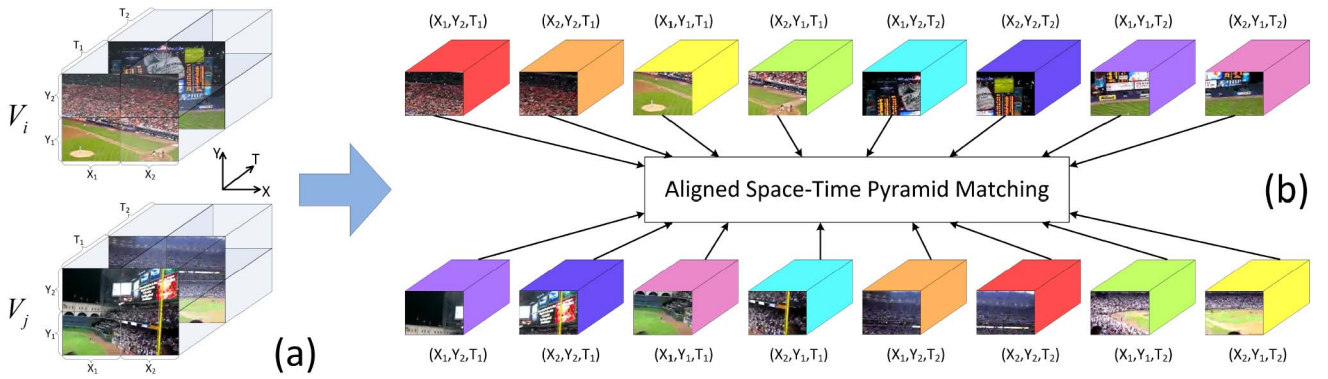 T₂
T₁
Vᵢ
Y₂
Y₁
X₁ X₂
Y
T
X
T₂
T₁
Vⱼ
Y₂
Y₁
X₁ X₂
(a)
(X₁,Y₂,T₁) (X₂,Y₂,T₁) (X₁,Y₁,T₁) (X₂,Y₁,T₁) (X₁,Y₂,T₂) (X₂,Y₂,T₂) (X₁,Y₁,T₂) (X₂,Y₁,T₂)
Aligned Space-Time Pyramid Matching
(b)
(X₁,Y₂,T₁) (X₂,Y₂,T₁) (X₁,Y₁,T₁) (X₂,Y₁,T₁) (X₁,Y₂,T₂) (X₂,Y₂,T₂) (X₁,Y₁,T₂) (X₂,Y₁,T₂)